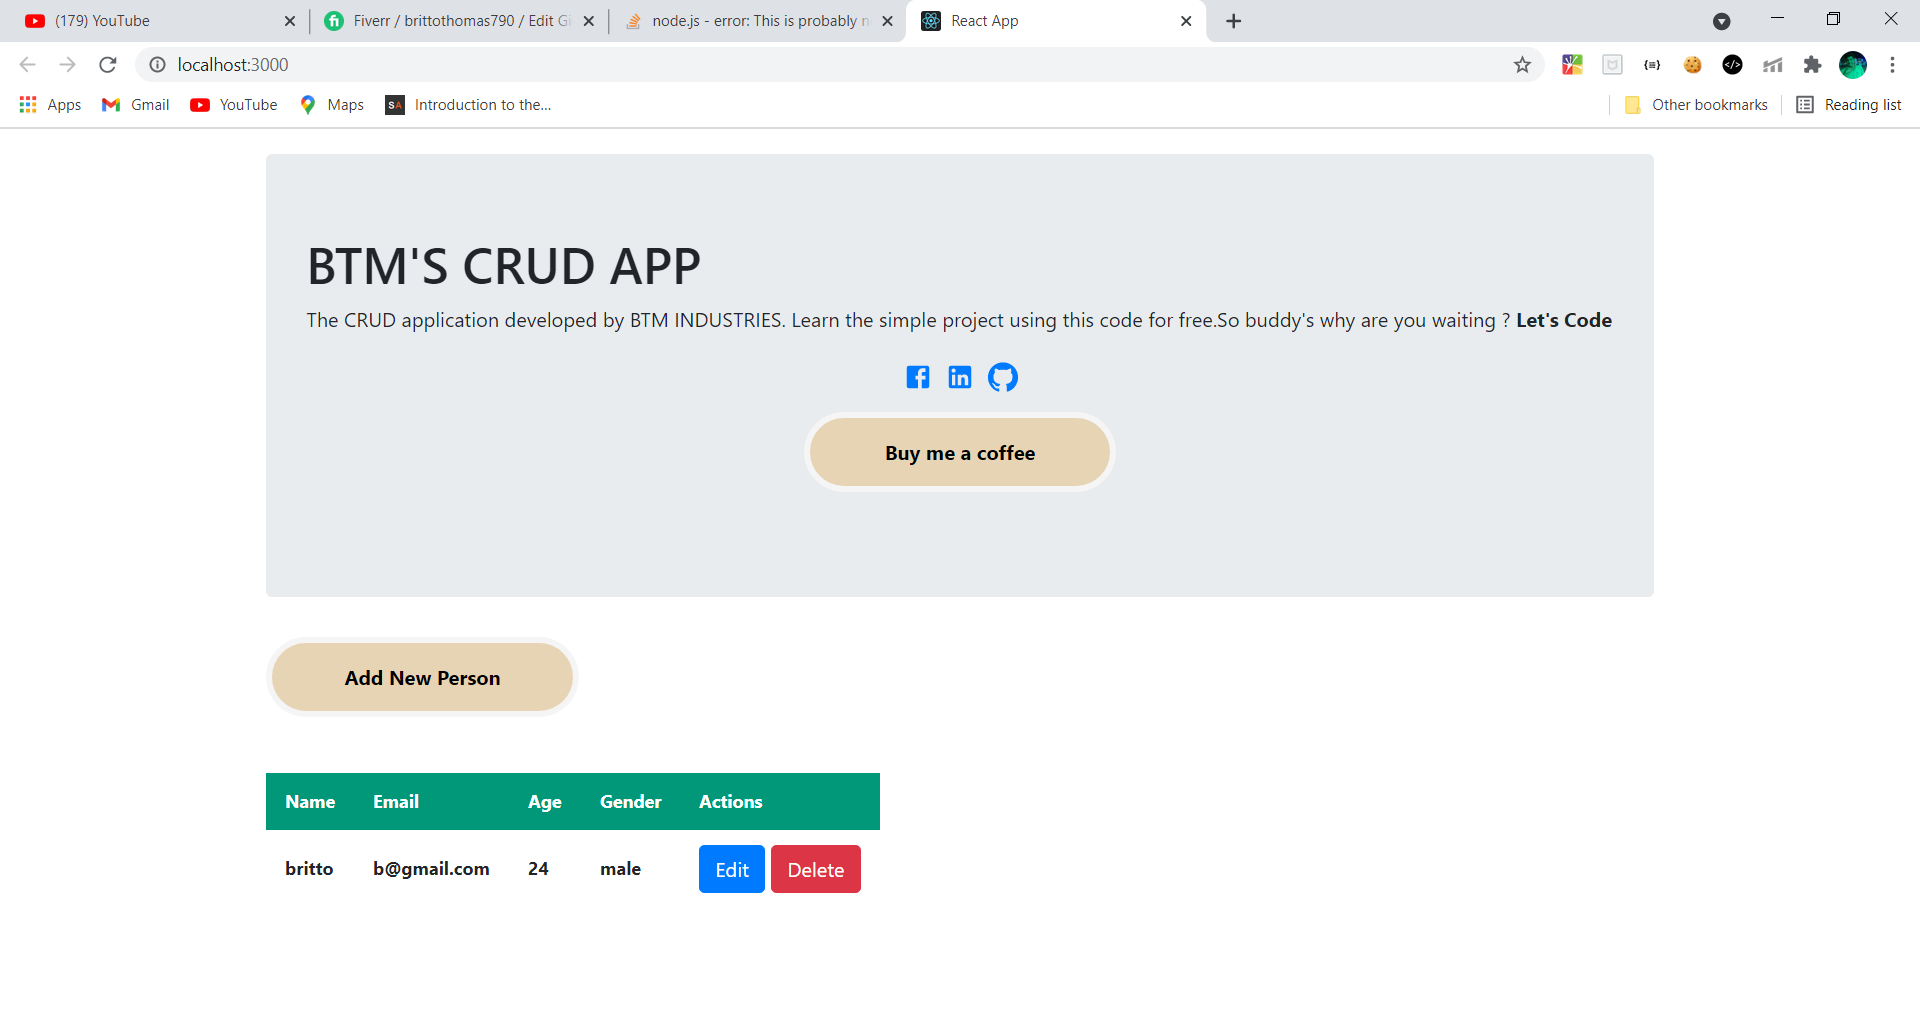 (179) YouTube
Fiverr / brittothomas790 / Edit Gi
node.js - error: This is probably n
React App
localhost:3000
Apps
Gmail
YouTube
Maps
SA
Introduction to the...
Other bookmarks
Reading list
BTM'S CRUD APP
The CRUD application developed by BTM INDUSTRIES. Learn the simple project using this code for free.So buddy's why are you waiting ? Let's Code
Buy me a coffee
Add New Person
Name Email Age Gender Actions
britto b@gmail.com 24 male Edit Delete